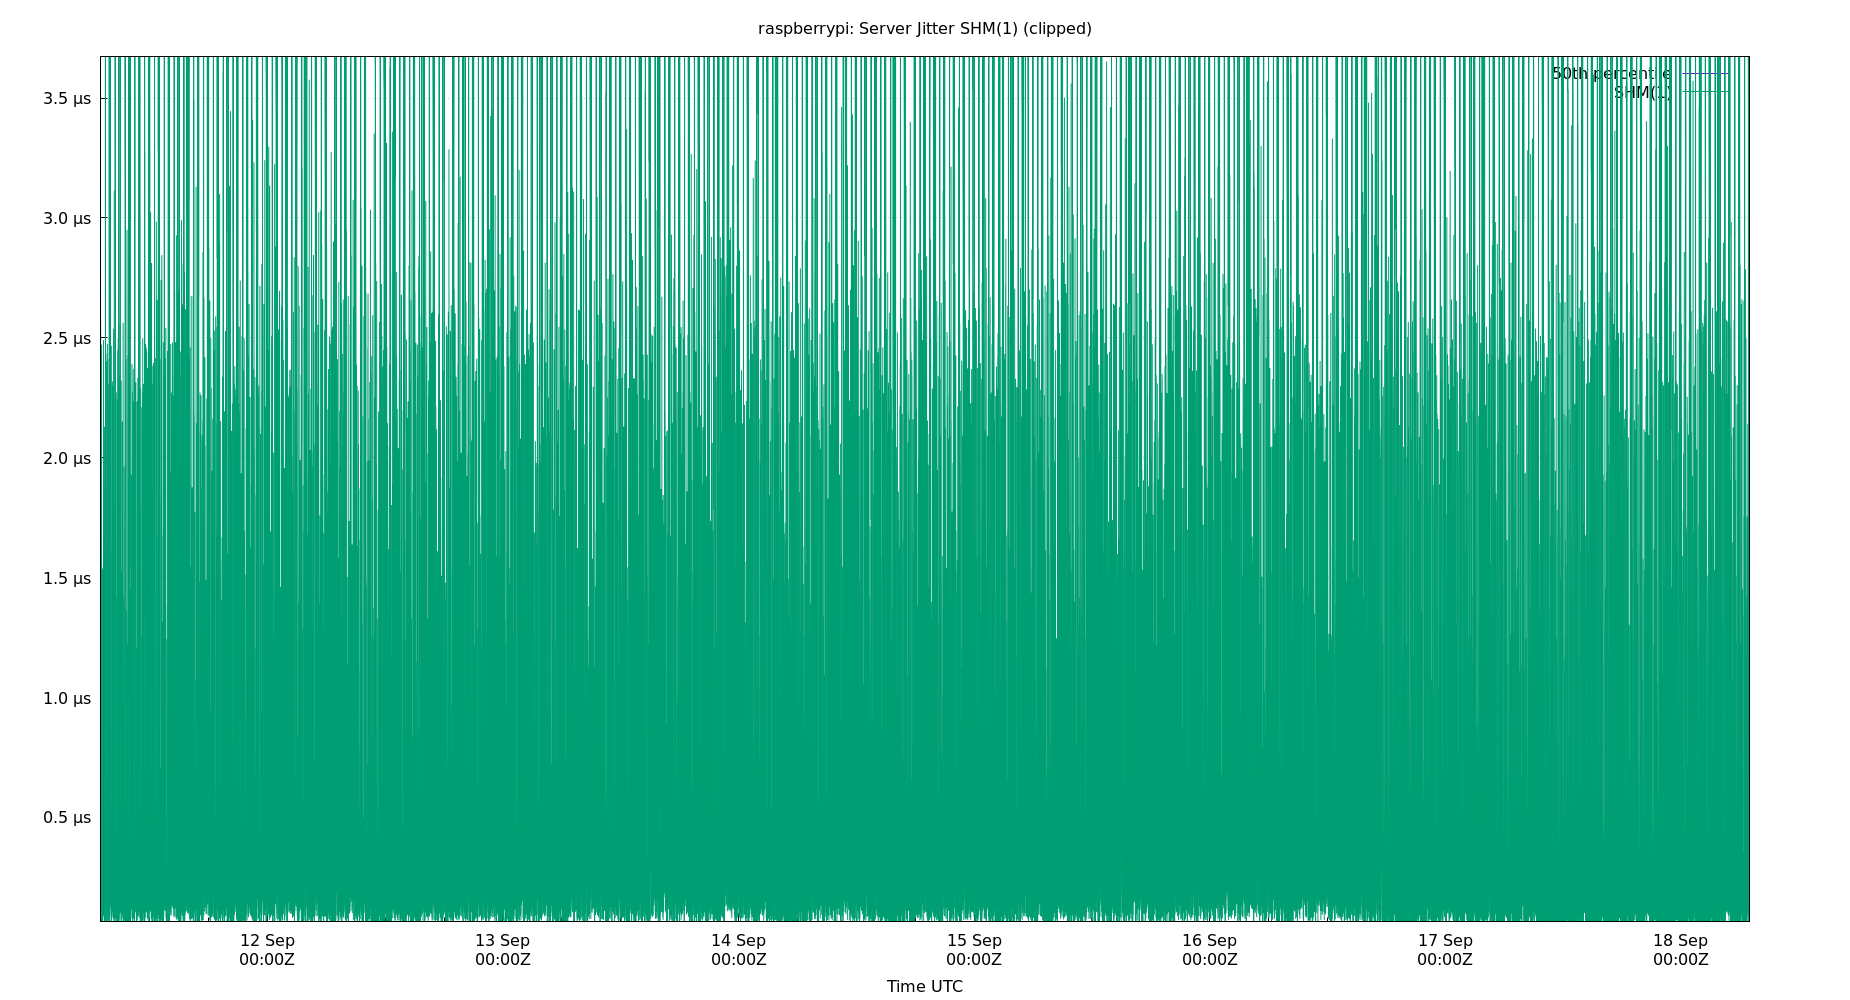 raspberrypi: Server Jitter SHM(1) (clipped)
50th percentile
SHM(1)
3.5 μs
3.0 μs
2.5 μs
2.0 μs
1.5 μs
1.0 μs
0.5 μs
12 Sep 13 Sep 14 Sep 15 Sep 16 Sep 17 Sep 18 Sep
00:00Z 00:00Z 00:00Z 00:00Z 00:00Z 00:00Z 00:00Z
Time UTC